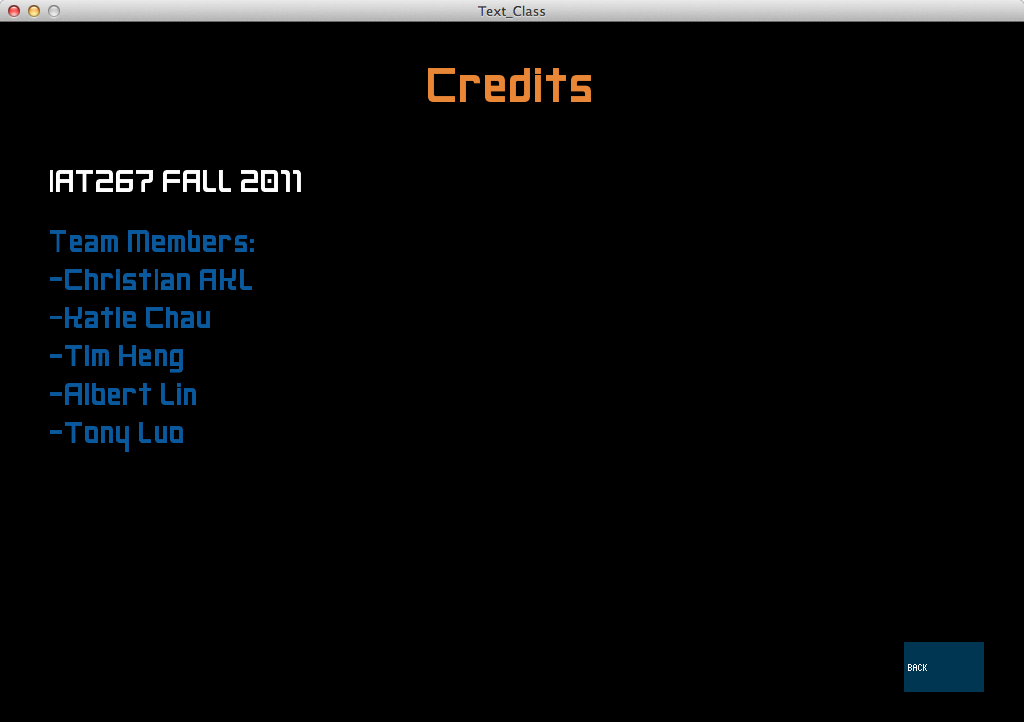 Text_Class
Credits
IAT267 FALL 2011
Team Members:
-Christian AKL
-Katie Chau
-Tim Heng
-Albert Lin
-Tony Luo
BACK